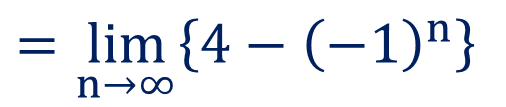 = lim {4 − (−1)ⁿ}
n→∞